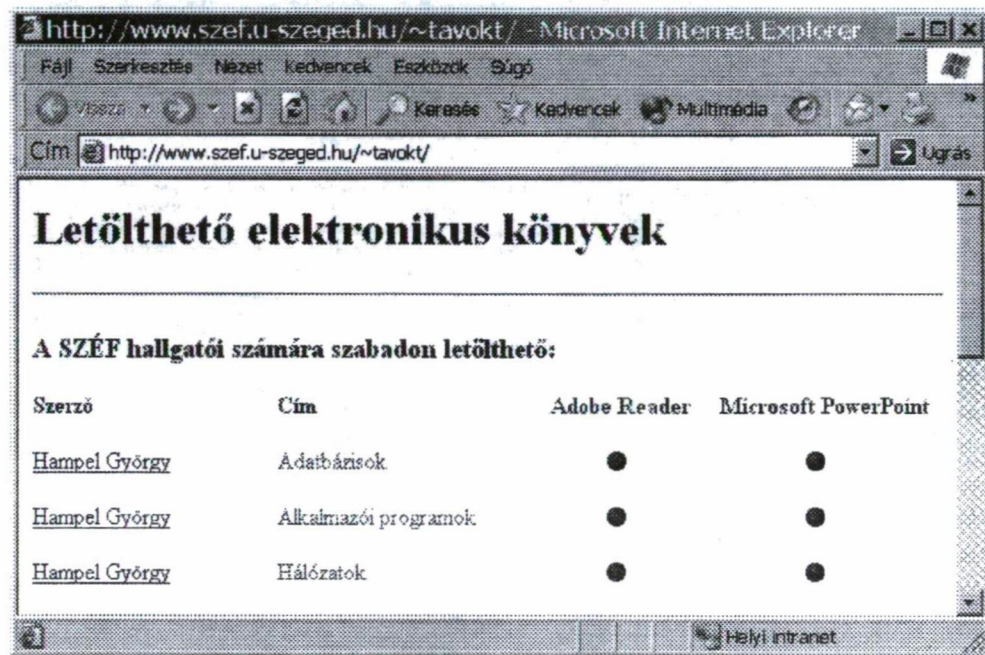 http://www.szef.u-szeged.hu/~tavokt/ - Microsoft Internet Explorer
Fájl Szerkesztés Nézet Kedvencek Eszközök Súgó
Vissza Keresés Kedvencek Multimédia »
Cím http://www.szef.u-szeged.hu/~tavokt/ Ugrás
Letölthető elektronikus könyvek
A SZÉF hallgatói számára szabadon letölthető:
Szerző Cím Adobe Reader Microsoft PowerPoint
Hampel György Adatbázisok
Hampel György Alkalmazói programok
Hampel György Hálózatok
Helyi intranet